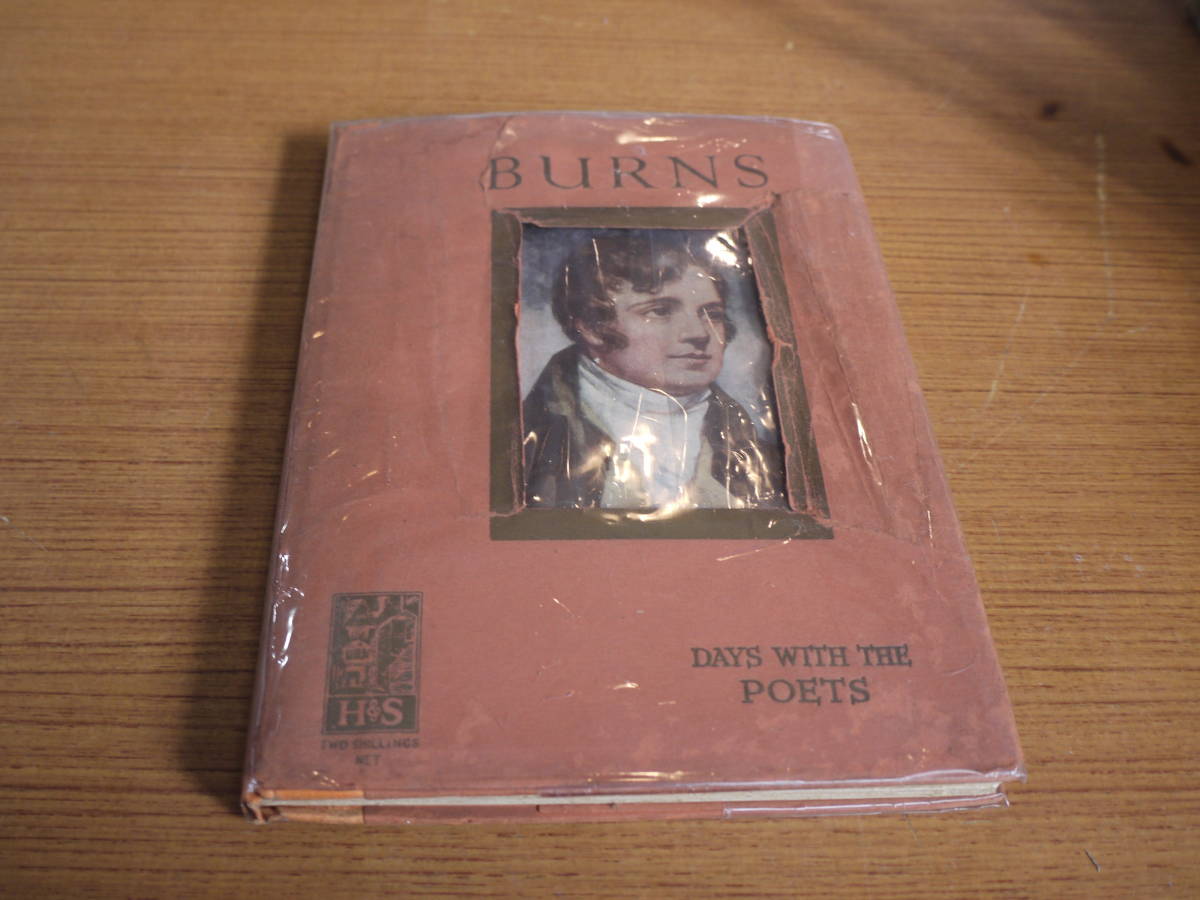 BURNS
DAYS WITH THE
POETS
H&S
TWO SHILLINGS
NET